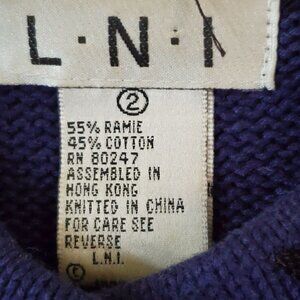 L·N·I
②
55% RAMIE
45% COTTON
RN 80247
ASSEMBLED IN
HONG KONG
KNITTED IN CHINA
FOR CARE SEE
REVERSE
L.N.I.